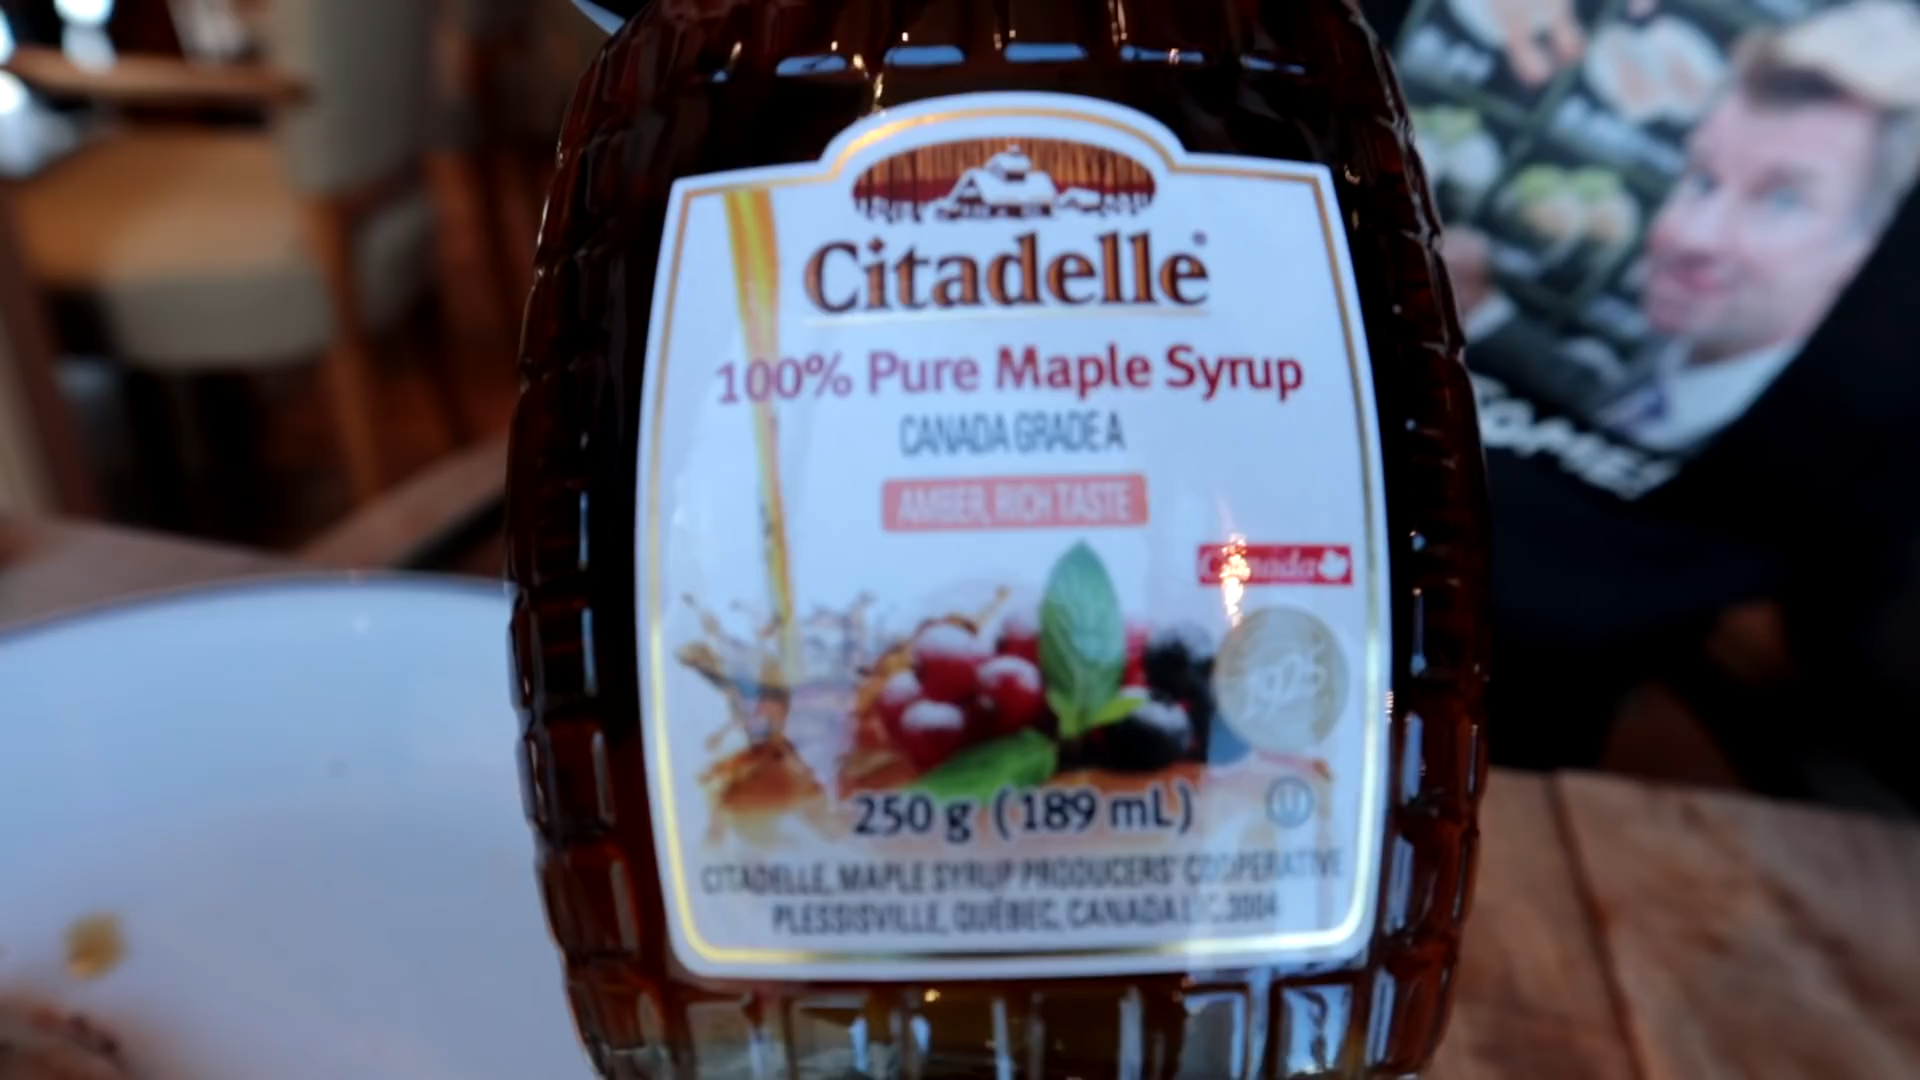 Citadelle®
100% Pure Maple Syrup
CANADA GRADE A
AMBER, RICH TASTE
Canada
1925
250 g (189 mL)
U
CITADELLE, MAPLE SYRUP PRODUCERS' COOPERATIVE
PLESSISVILLE, QUÉBEC, CANADA